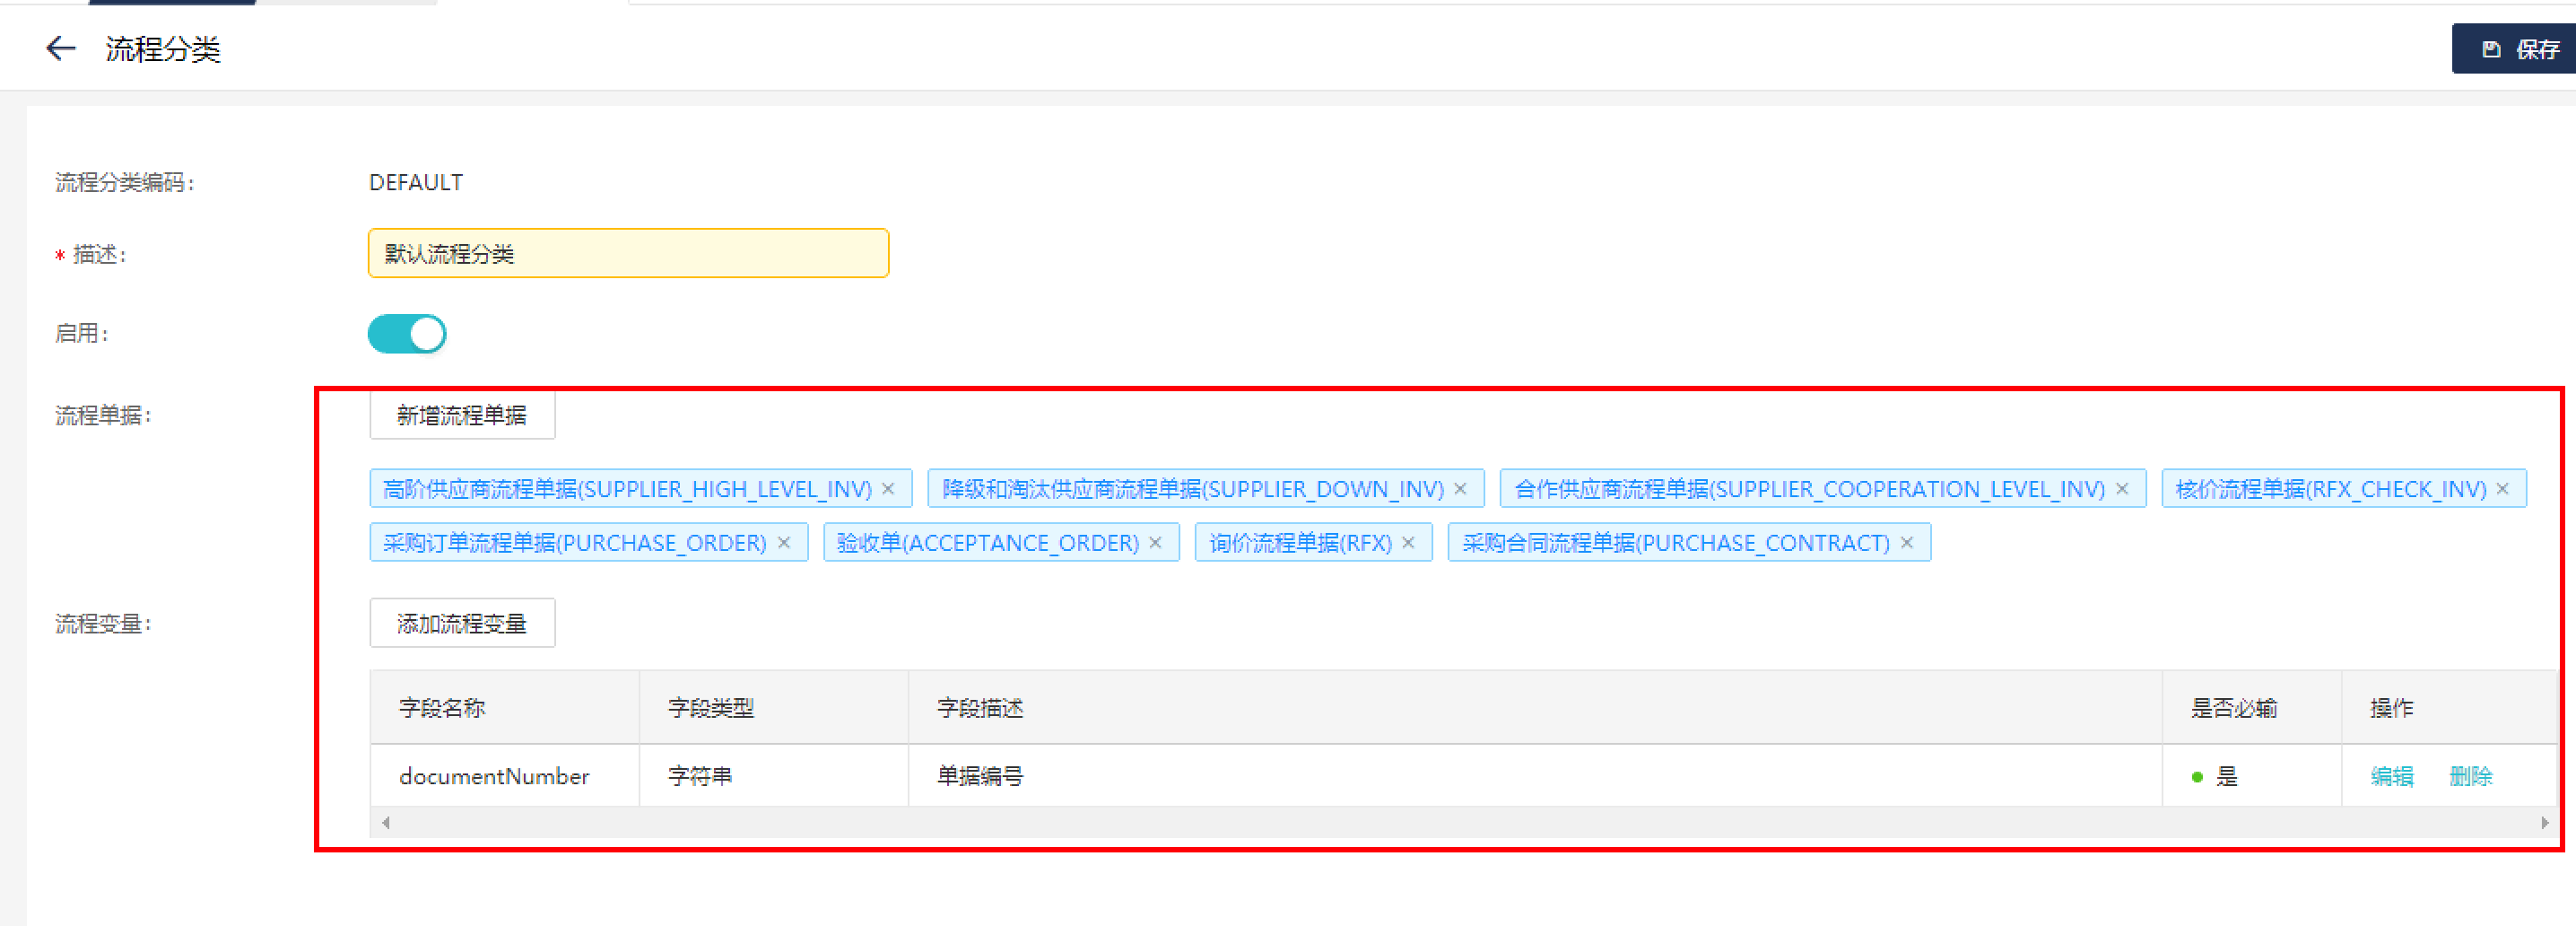 流程分类
保存
流程分类编码: DEFAULT
* 描述: 默认流程分类
启用:
流程单据: 新增流程单据
高阶供应商流程单据(SUPPLIER_HIGH_LEVEL_INV) × 降级和淘汰供应商流程单据(SUPPLIER_DOWN_INV) × 合作供应商流程单据(SUPPLIER_COOPERATION_LEVEL_INV) × 核价流程单据(RFX_CHECK_INV) ×
采购订单流程单据(PURCHASE_ORDER) × 验收单(ACCEPTANCE_ORDER) × 询价流程单据(RFX) × 采购合同流程单据(PURCHASE_CONTRACT) ×
流程变量: 添加流程变量
字段名称 字段类型 字段描述 是否必输 操作
documentNumber 字符串 单据编号 是 编辑 删除